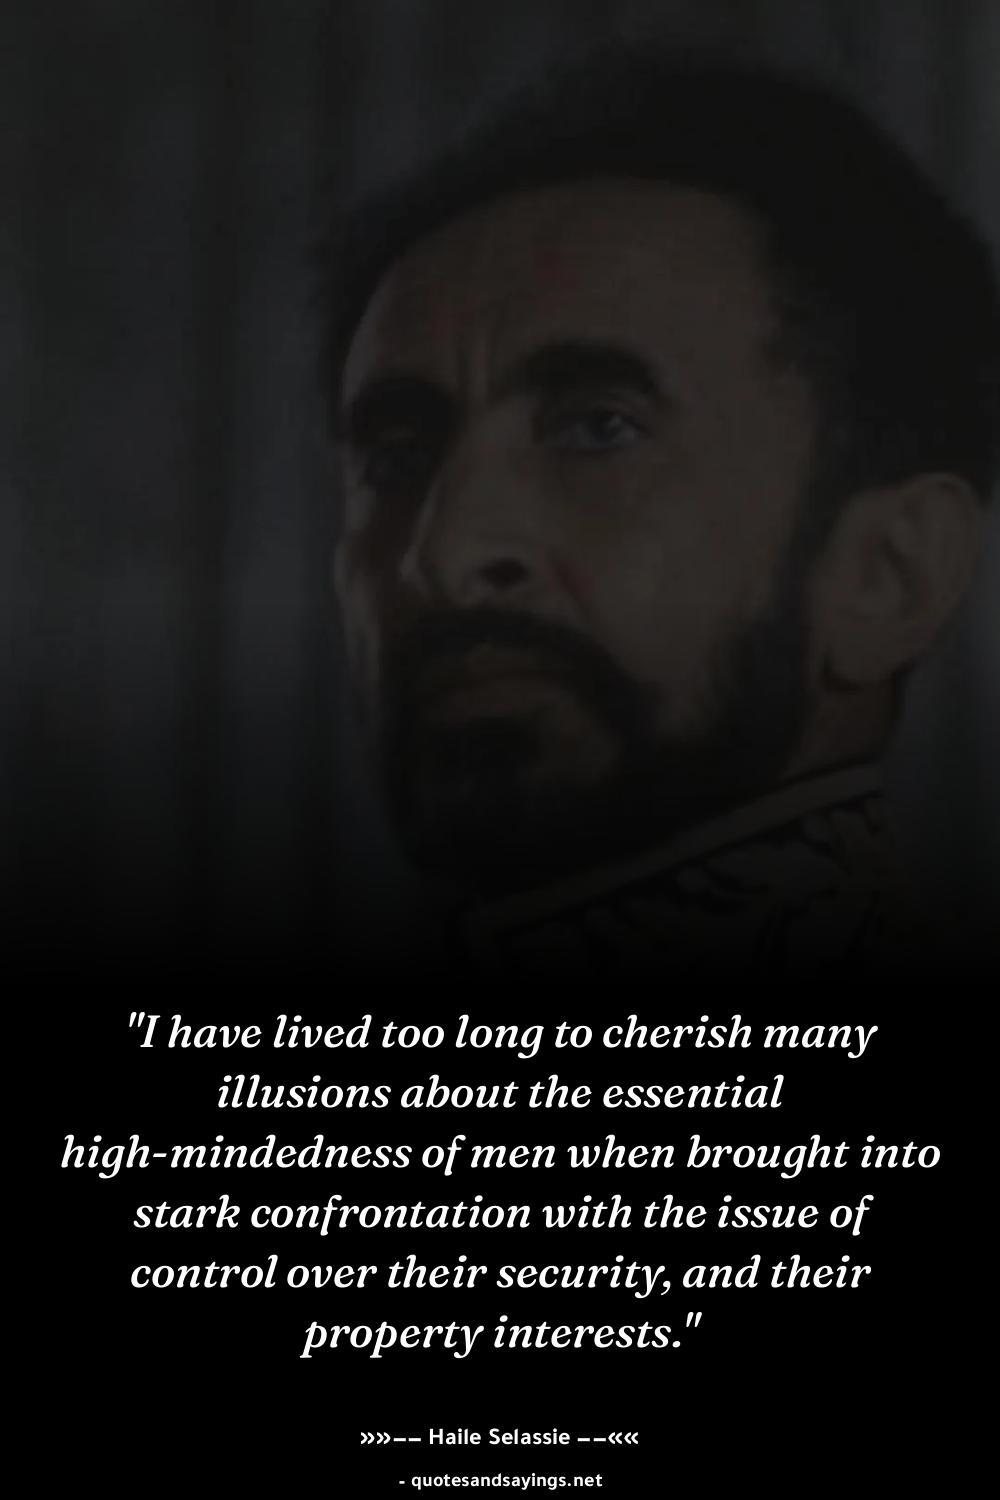 "I have lived too long to cherish many
illusions about the essential
high-mindedness of men when brought into
stark confrontation with the issue of
control over their security, and their
property interests."
»»−− Haile Selassie −−««
- quotesandsayings.net